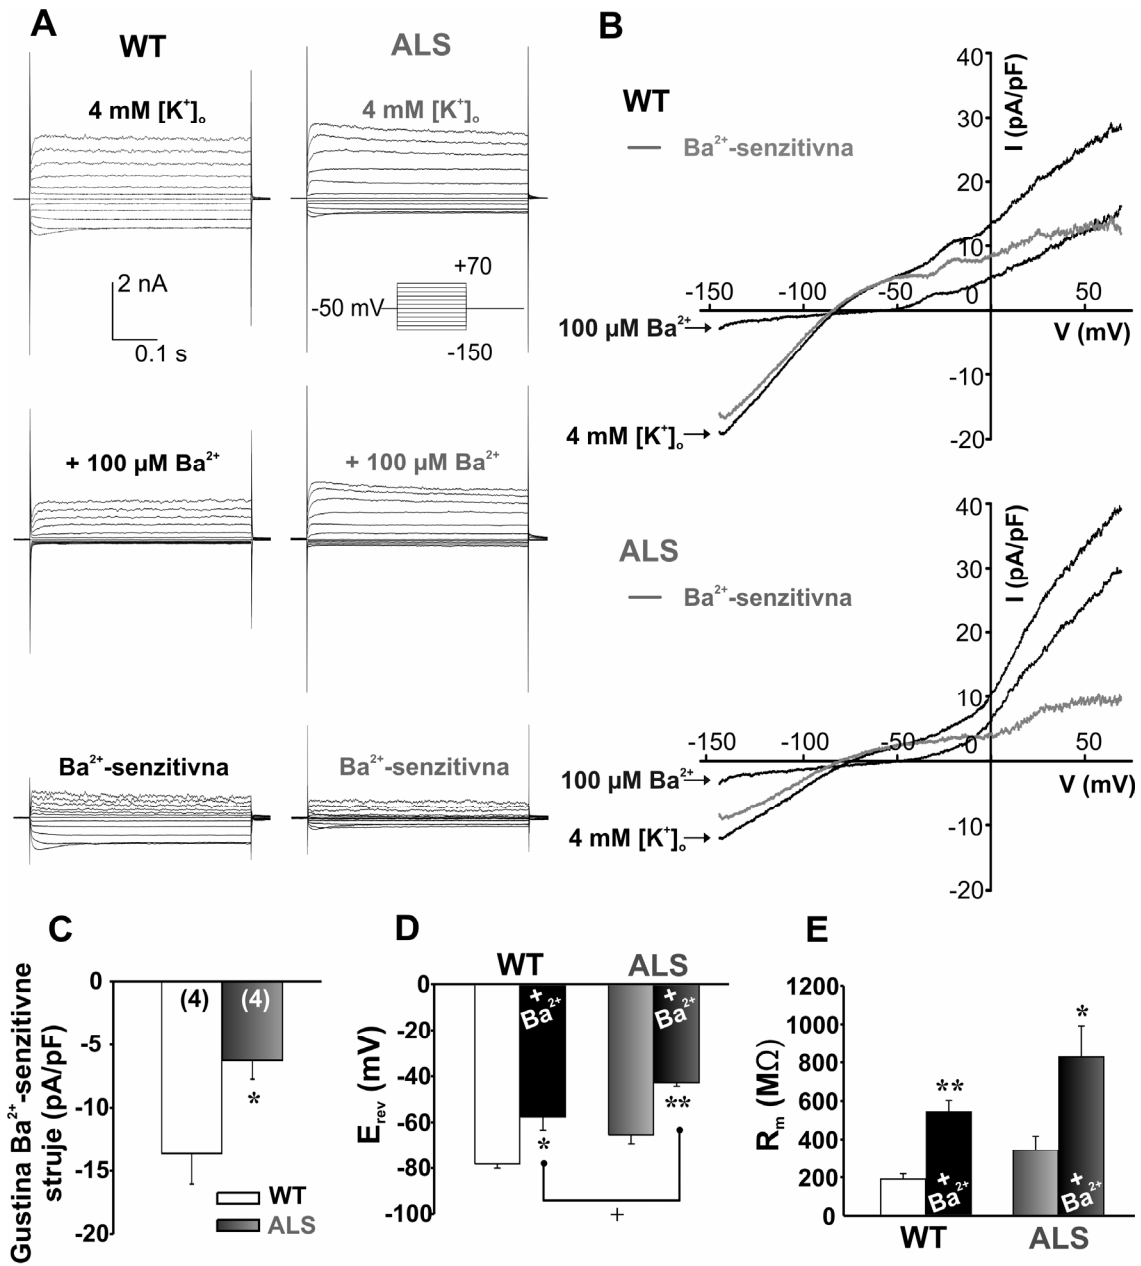 A
WT
ALS
4 mM [K⁺]ₒ
4 mM [K⁺]ₒ
2 nA
0.1 s
+70
-50 mV
-150
+ 100 µM Ba²⁺
+ 100 µM Ba²⁺
Ba²⁺-senzitivna
Ba²⁺-senzitivna
B
WT
Ba²⁺-senzitivna
I (pA/pF)
40
30
20
10
-10
-20
-150
-100
-50
0
50
V (mV)
100 µM Ba²⁺
4 mM [K⁺]ₒ
ALS
Ba²⁺-senzitivna
I (pA/pF)
40
30
20
10
-10
-20
-150
-100
-50
0
50
V (mV)
100 µM Ba²⁺
4 mM [K⁺]ₒ
C
Gustina Ba²⁺-senzitivne
struje (pA/pF)
0
-5
-10
-15
-20
(4)
(4)
*
WT
ALS
D
WT
ALS
E_rev (mV)
0
-20
-40
-60
-80
-100
+
Ba²⁺
+
Ba²⁺
*
**
+
E
R_m (MΩ)
1200
1000
800
600
400
200
0
**
*
+
Ba²⁺
+
Ba²⁺
WT
ALS